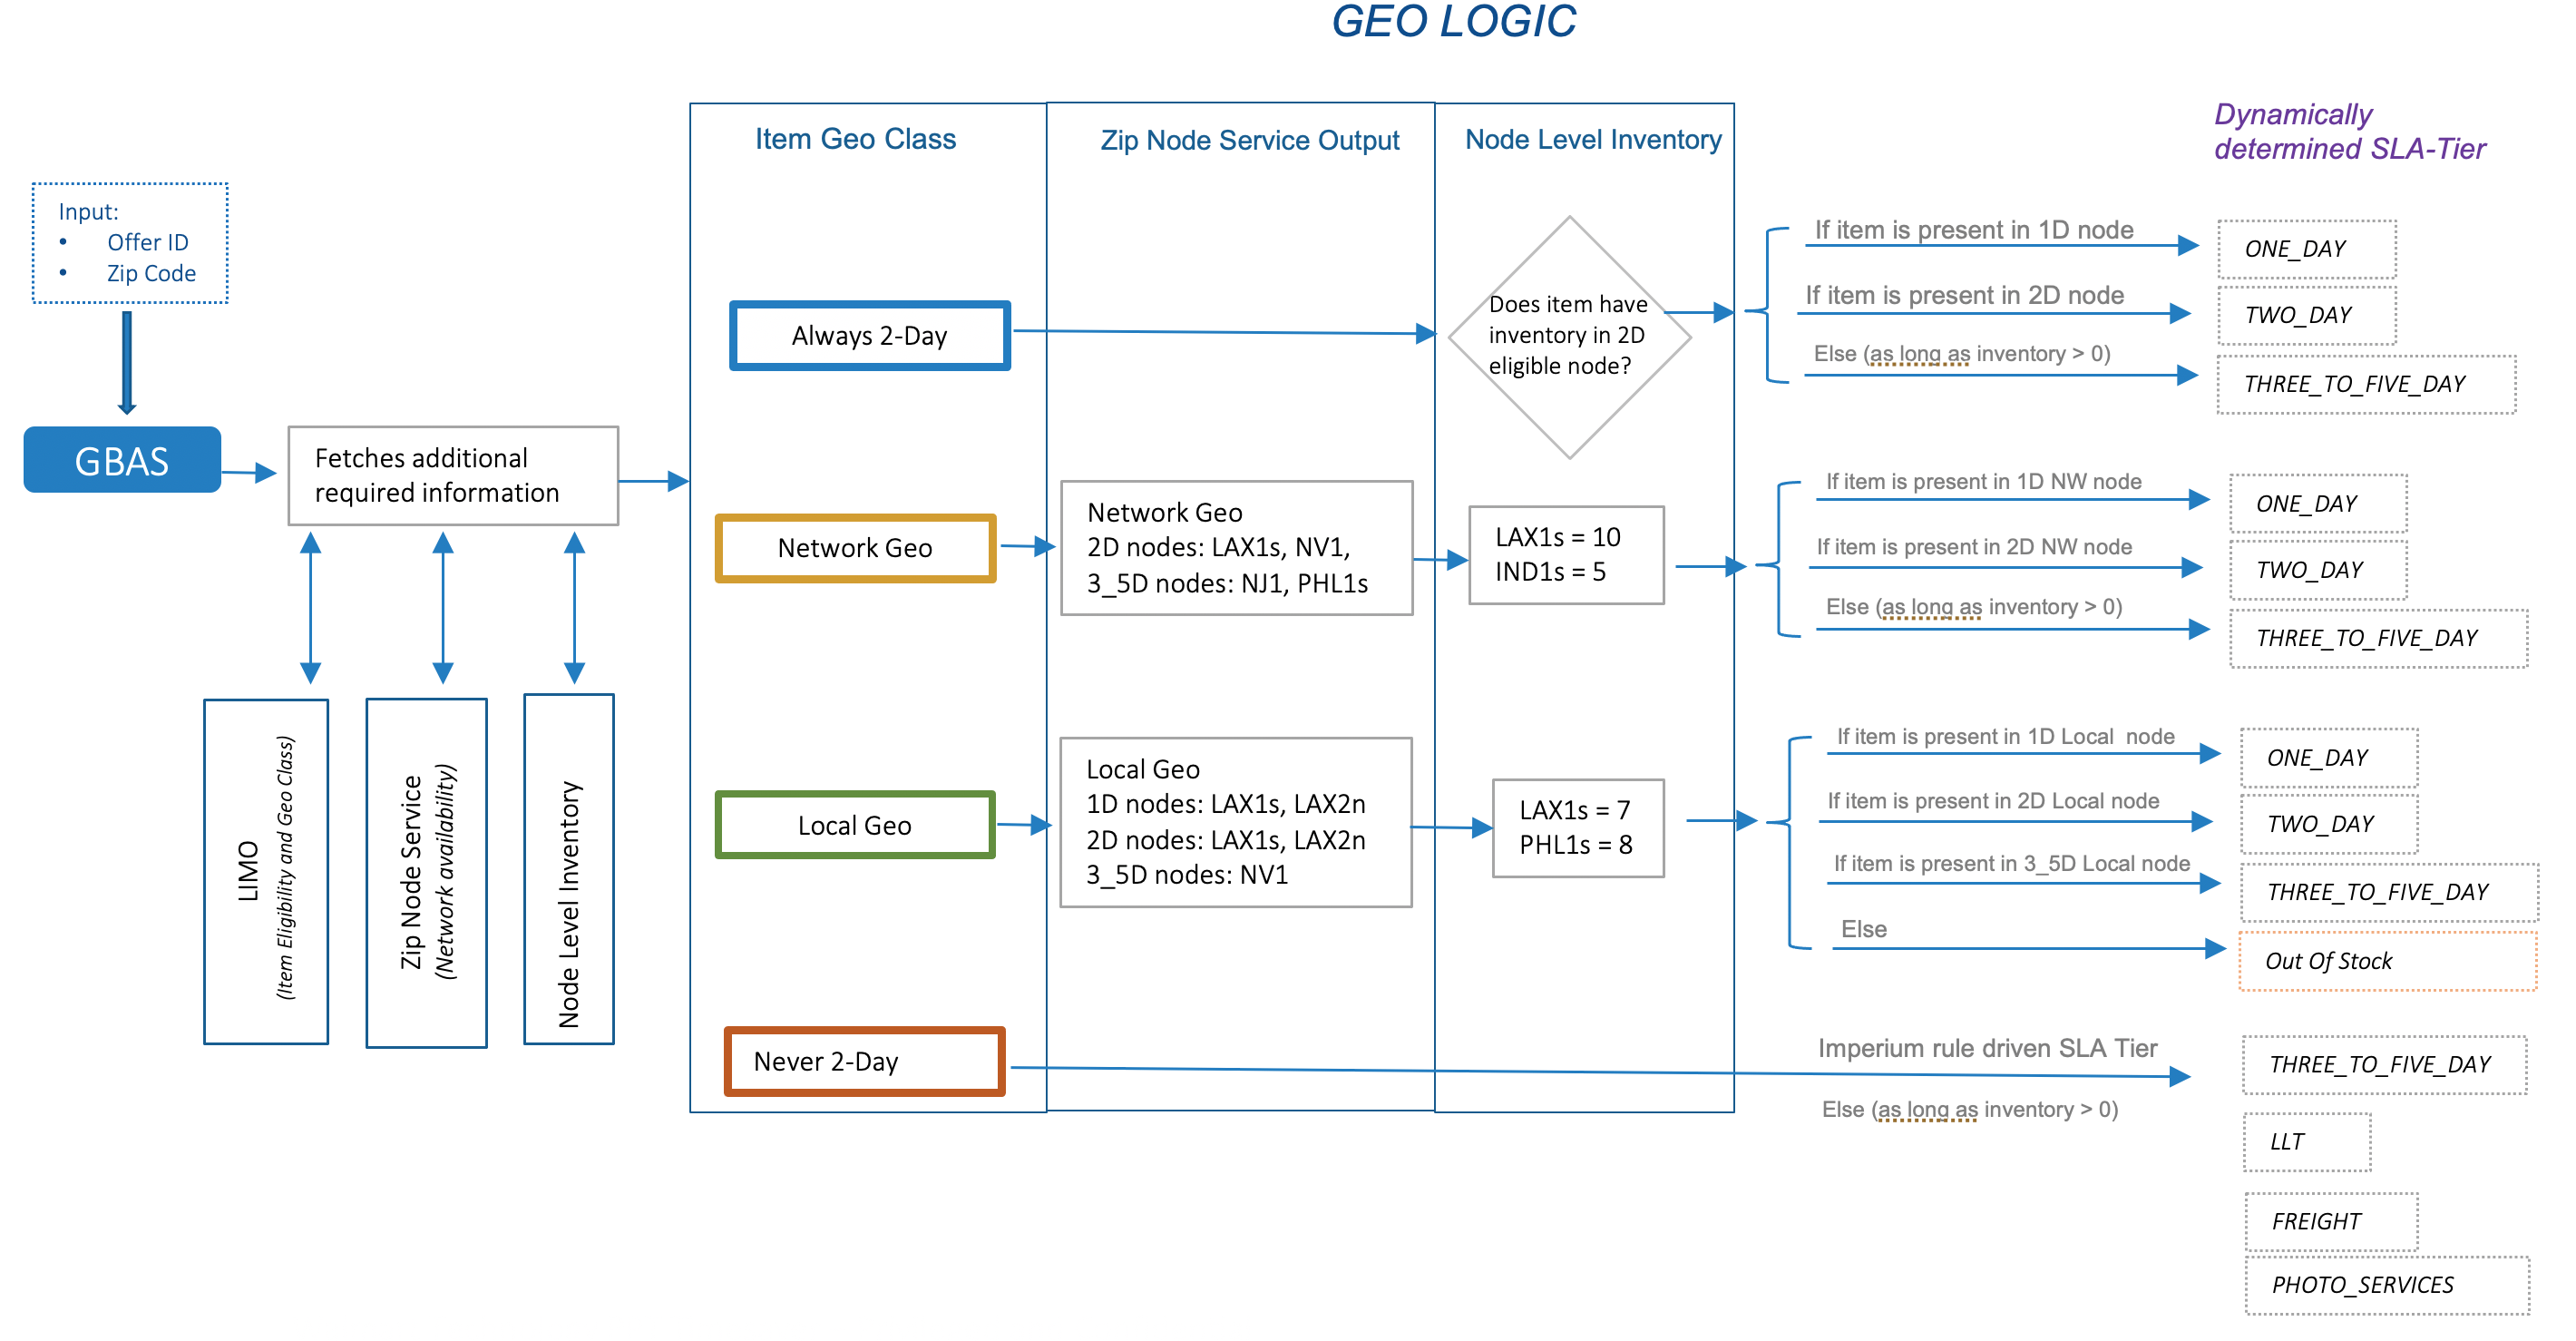 GEO LOGIC
Input:
• Offer ID
• Zip Code
GBAS
Fetches additional
required information
LIMO
(Item Eligibility and Geo Class)
Zip Node Service
(Network availability)
Node Level Inventory
Item Geo Class
Zip Node Service Output
Node Level Inventory
Dynamically
determined SLA-Tier
Always 2-Day
Does item have
inventory in 2D
eligible node?
If item is present in 1D node
ONE_DAY
If item is present in 2D node
TWO_DAY
Else (as long as inventory > 0)
THREE_TO_FIVE_DAY
Network Geo
Network Geo
2D nodes: LAX1s, NV1,
3_5D nodes: NJ1, PHL1s
LAX1s = 10
IND1s = 5
If item is present in 1D NW node
ONE_DAY
If item is present in 2D NW node
TWO_DAY
Else (as long as inventory > 0)
THREE_TO_FIVE_DAY
Local Geo
Local Geo
1D nodes: LAX1s, LAX2n
2D nodes: LAX1s, LAX2n
3_5D nodes: NV1
LAX1s = 7
PHL1s = 8
If item is present in 1D Local  node
ONE_DAY
If item is present in 2D Local node
TWO_DAY
If item is present in 3_5D Local node
THREE_TO_FIVE_DAY
Else
Out Of Stock
Never 2-Day
Imperium rule driven SLA Tier
THREE_TO_FIVE_DAY
Else (as long as inventory > 0)
LLT
FREIGHT
PHOTO_SERVICES